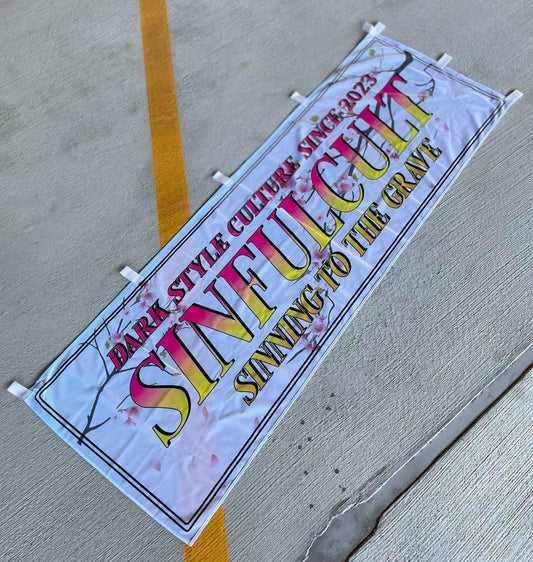 DARK STYLE CULTURE SINCE 2023
SINFULCULT
SINNING TO THE GRAVE